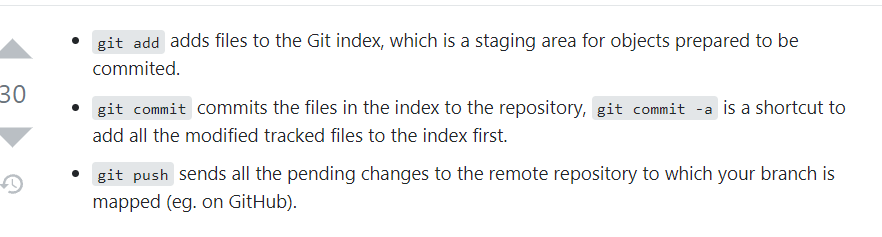 git add adds files to the Git index, which is a staging area for objects prepared to be
commited.
30
git commit commits the files in the index to the repository, git commit -a is a shortcut to
add all the modified tracked files to the index first.
git push sends all the pending changes to the remote repository to which your branch is
mapped (eg. on GitHub).